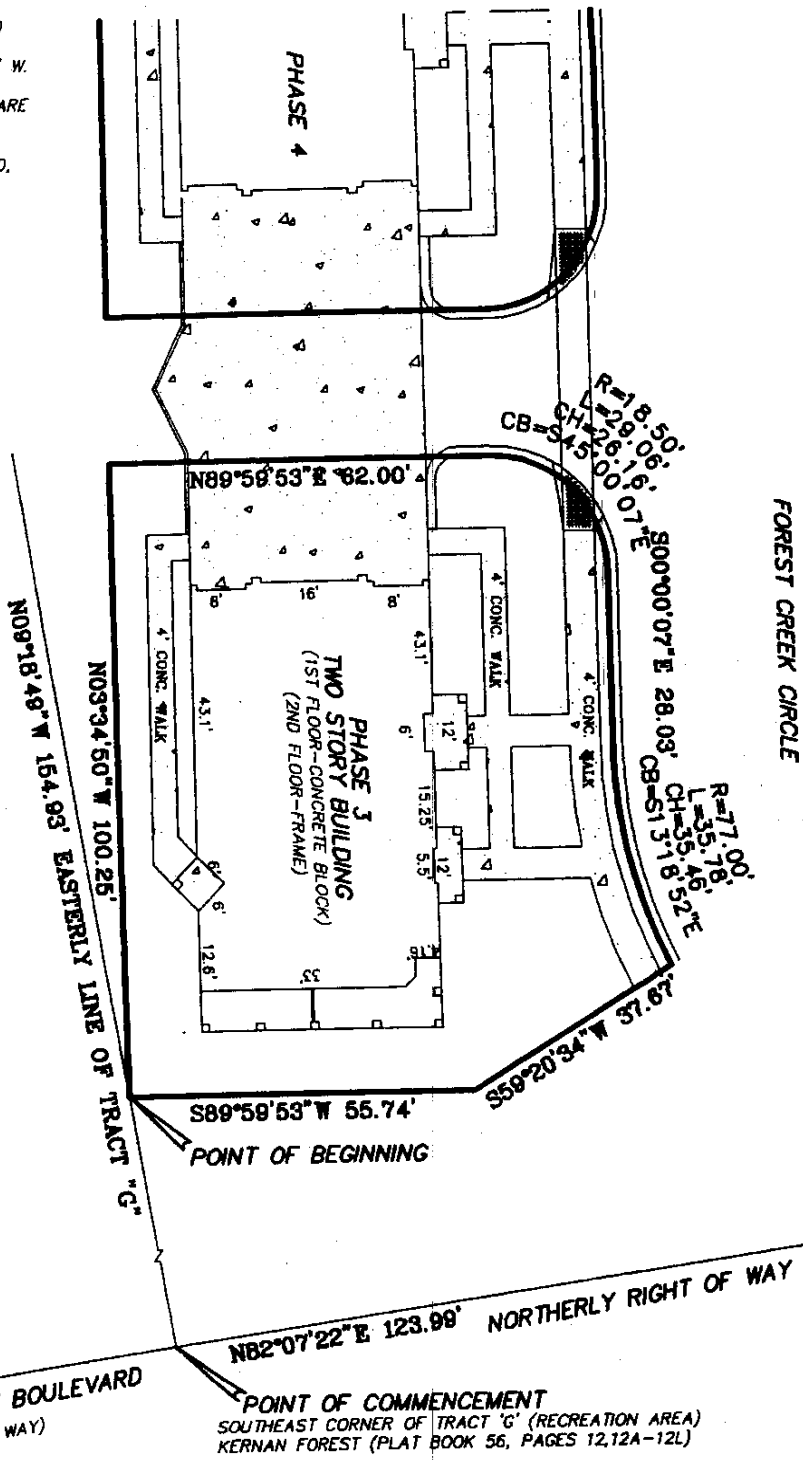 W.
ARE
D,
PHASE 4
R=18.50'
L=29.06'
CH=26.16'
CB=S45°00'07"E
FOREST CREEK CIRCLE
N89°59'53"E 62.00'
S00°00'07"E 28.03'
8'
16'
8'
4' CONC. WALK
4' CONC. WALK
4' CONC. WALK
43.1'
43.1'
PHASE 3
TWO STORY BUILDING
(1ST FLOOR-CONCRETE BLOCK)
(2ND FLOOR-FRAME)
6'
12'
15.25'
5.5'
12'
R=77.00'
L=35.78'
CH=35.46'
CB=S13°18'52"E
N03°34'50"W 100.25'
N09°18'48"W 154.93' EASTERLY LINE OF TRACT "G"
6'
6'
12.6'
33'
4.16'
S59°20'34"W 37.67'
S89°59'53"W 55.74'
POINT OF BEGINNING
N82°07'22"E 123.99' NORTHERLY RIGHT OF WAY
BOULEVARD
WAY)
POINT OF COMMENCEMENT
SOUTHEAST CORNER OF TRACT 'G' (RECREATION AREA)
KERNAN FOREST (PLAT BOOK 56, PAGES 12,12A-12L)